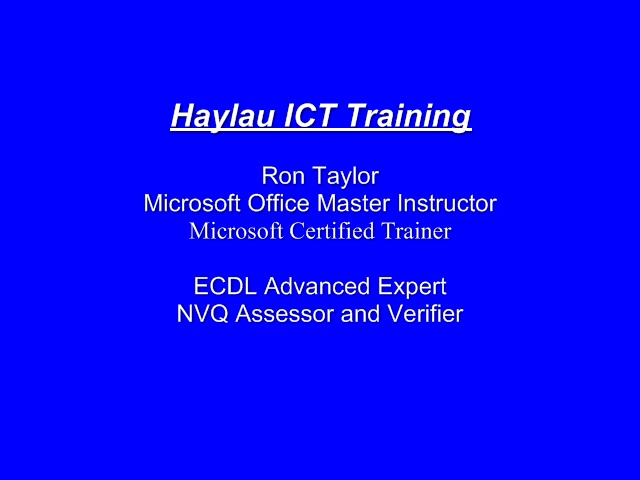 Haylau ICT Training
Ron Taylor
Microsoft Office Master Instructor
Microsoft Certified Trainer
ECDL Advanced Expert
NVQ Assessor and Verifier